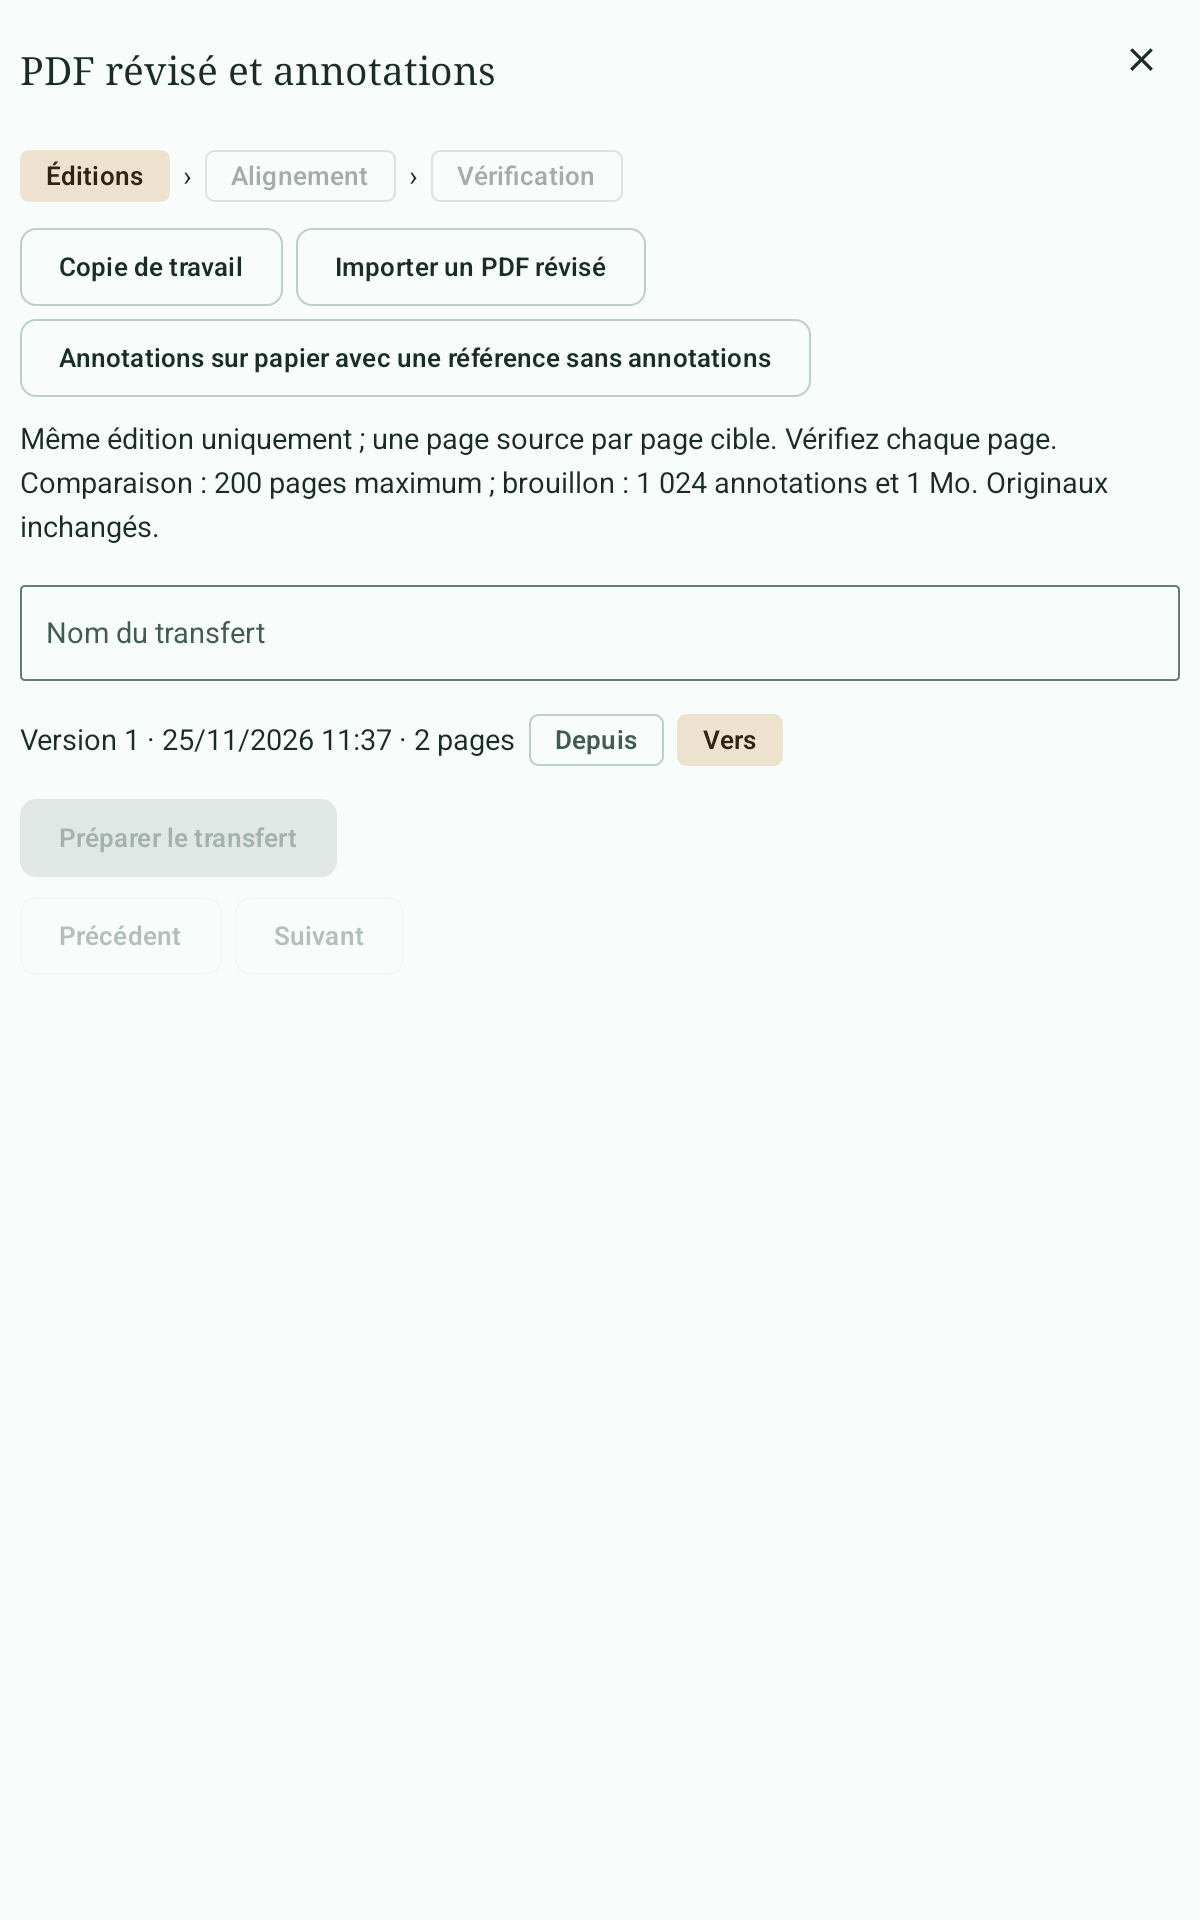 PDF révisé et annotations
Éditions › Alignement › Vérification
Copie de travail Importer un PDF révisé
Annotations sur papier avec une référence sans annotations
Même édition uniquement ; une page source par page cible. Vérifiez chaque page.
Comparaison : 200 pages maximum ; brouillon : 1 024 annotations et 1 Mo. Originaux
inchangés.
Nom du transfert
Version 1 · 25/11/2026 11:37 · 2 pages Depuis Vers
Préparer le transfert
Précédent Suivant